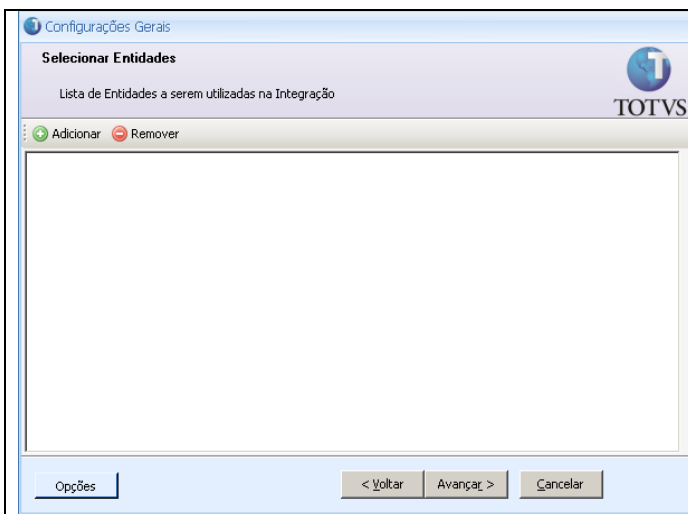 Configurações Gerais
Selecionar Entidades
Lista de Entidades a serem utilizadas na Integração
TOTVS
Adicionar Remover
Opções < Voltar Avançar > Cancelar